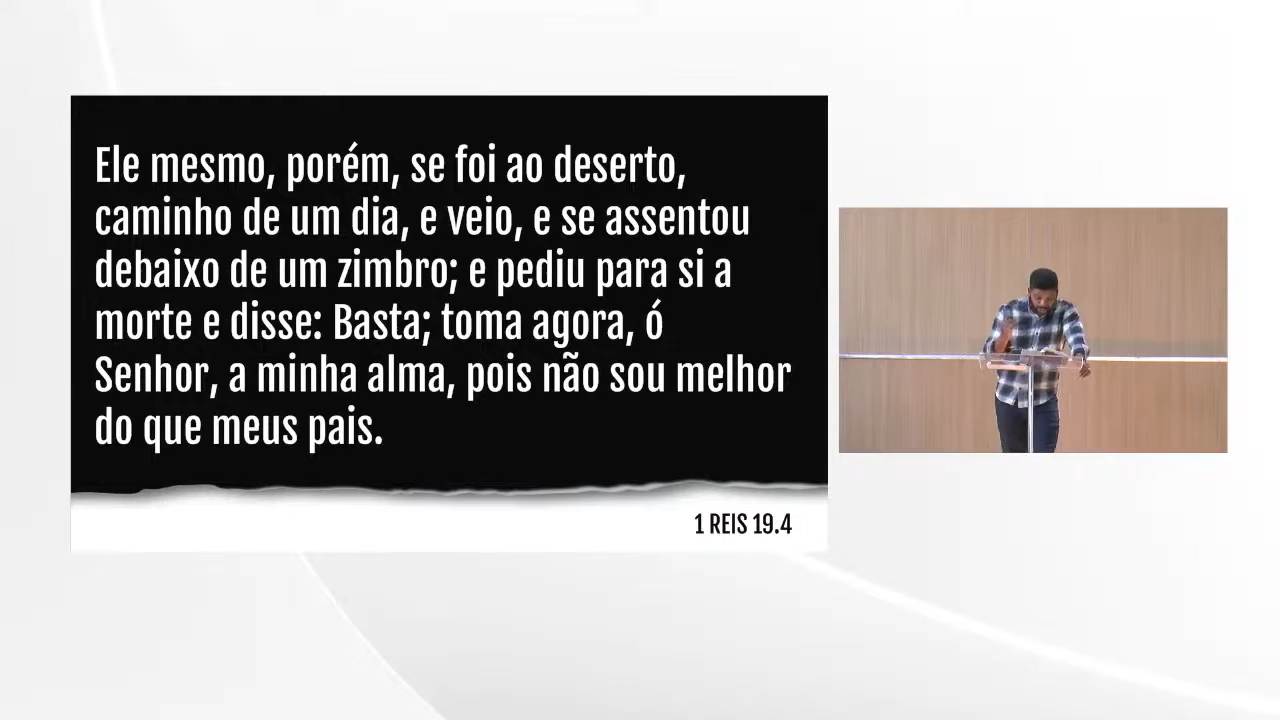 Ele mesmo, porém, se foi ao deserto,
caminho de um dia, e veio, e se assentou
debaixo de um zimbro; e pediu para si a
morte e disse: Basta; toma agora, ó
Senhor, a minha alma, pois não sou melhor
do que meus pais.
1 REIS 19.4